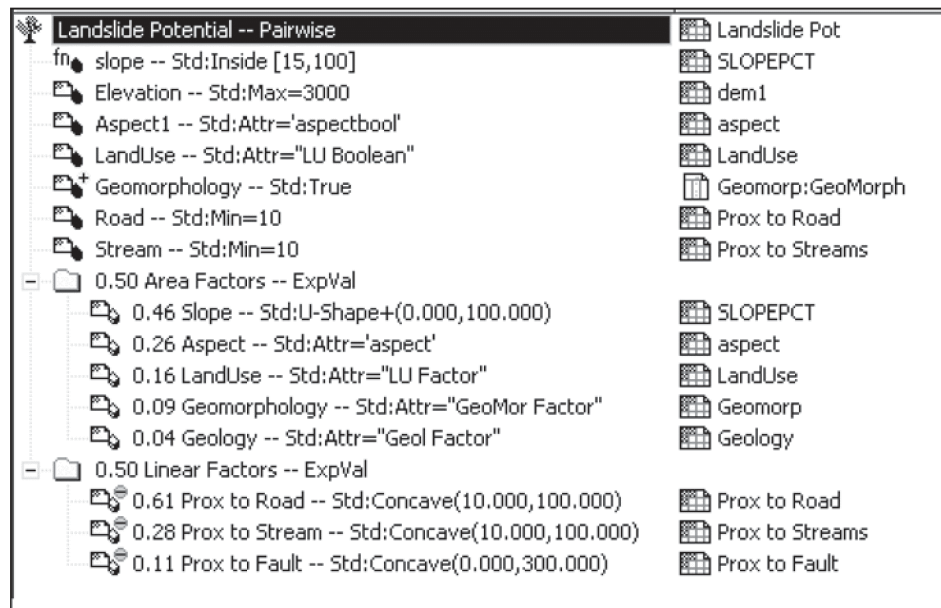 Landslide Potential -- Pairwise Landslide Pot
fn slope -- Std:Inside [15,100] SLOPEPCT
Elevation -- Std:Max=3000 dem1
Aspect1 -- Std:Attr='aspectbool' aspect
LandUse -- Std:Attr="LU Boolean" LandUse
Geomorphology -- Std:True Geomorp:GeoMorph
Road -- Std:Min=10 Prox to Road
Stream -- Std:Min=10 Prox to Streams
0.50 Area Factors -- ExpVal
0.46 Slope -- Std:U-Shape+(0.000,100.000) SLOPEPCT
0.26 Aspect -- Std:Attr='aspect' aspect
0.16 LandUse -- Std:Attr="LU Factor" LandUse
0.09 Geomorphology -- Std:Attr="GeoMor Factor" Geomorp
0.04 Geology -- Std:Attr="Geol Factor" Geology
0.50 Linear Factors -- ExpVal
0.61 Prox to Road -- Std:Concave(10.000,100.000) Prox to Road
0.28 Prox to Stream -- Std:Concave(10.000,100.000) Prox to Streams
0.11 Prox to Fault -- Std:Concave(0.000,300.000) Prox to Fault